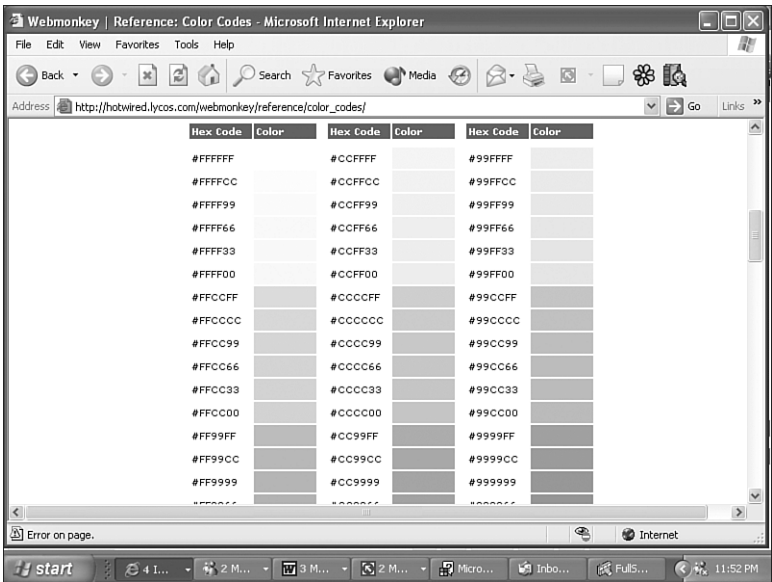 Webmonkey | Reference: Color Codes - Microsoft Internet Explorer
File Edit View Favorites Tools Help
Back Search Favorites Media
Address http://hotwired.lycos.com/webmonkey/reference/color_codes/ Go Links »
Hex Code Color Hex Code Color Hex Code Color
#FFFFFF #CCFFFF #99FFFF
#FFFFCC #CCFFCC #99FFCC
#FFFF99 #CCFF99 #99FF99
#FFFF66 #CCFF66 #99FF66
#FFFF33 #CCFF33 #99FF33
#FFFF00 #CCFF00 #99FF00
#FFCCFF #CCCCFF #99CCFF
#FFCCCC #CCCCCC #99CCCC
#FFCC99 #CCCC99 #99CC99
#FFCC66 #CCCC66 #99CC66
#FFCC33 #CCCC33 #99CC33
#FFCC00 #CCCC00 #99CC00
#FF99FF #CC99FF #9999FF
#FF99CC #CC99CC #9999CC
#FF9999 #CC9999 #999999
Error on page. Internet
start 4 I... 2 M... 3 M... 2 M... Micro... Inbo... FullS... 11:52 PM